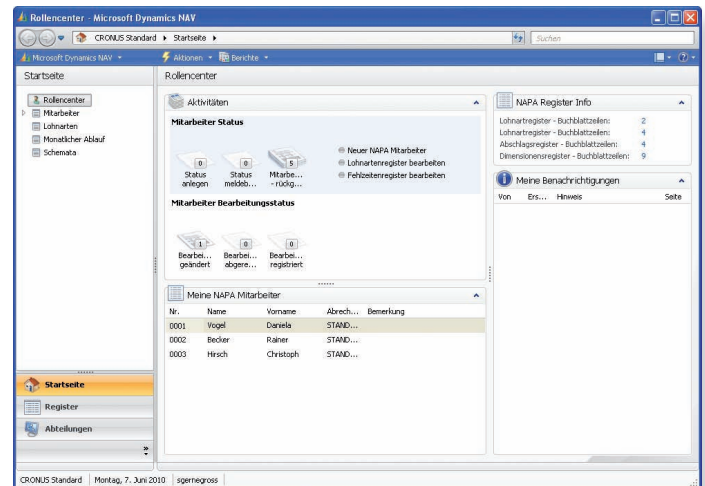 Rollencenter - Microsoft Dynamics NAV
CRONUS Standard ▸ Startseite ▸
Suchen
Microsoft Dynamics NAV
Aktionen
Berichte
Startseite
Rollencenter
Mitarbeiter
Lohnarten
Monatlicher Ablauf
Schemata
Startseite
Register
Abteilungen
Rollencenter
Aktivitäten
Mitarbeiter Status
0
Status anlegen
0
Status meldeb...
5
Mitarbe... - rückg...
Neuer NAPA Mitarbeiter
Lohnartenregister bearbeiten
Fehlzeitenregister bearbeiten
Mitarbeiter Bearbeitungsstatus
1
Bearbei... geändert
0
Bearbei... abgere...
0
Bearbei... registriert
Meine NAPA Mitarbeiter
Nr. Name Vorname Abrech... Bemerkung
0001 Vogel Daniela STAND...
0002 Becker Rainer STAND...
0003 Hirsch Christoph STAND...
NAPA Register Info
Lohnartregister - Buchblattzeilen: 2
Lohnartregister - Buchblattzeilen: 4
Abschlagsregister - Buchblattzeilen: 4
Dimensionensregister - Buchblattzeilen: 9
Meine Benachrichtigungen
Von Ers... Hinweis Seite
CRONUS Standard Montag, 7. Juni 2010 sgernegross